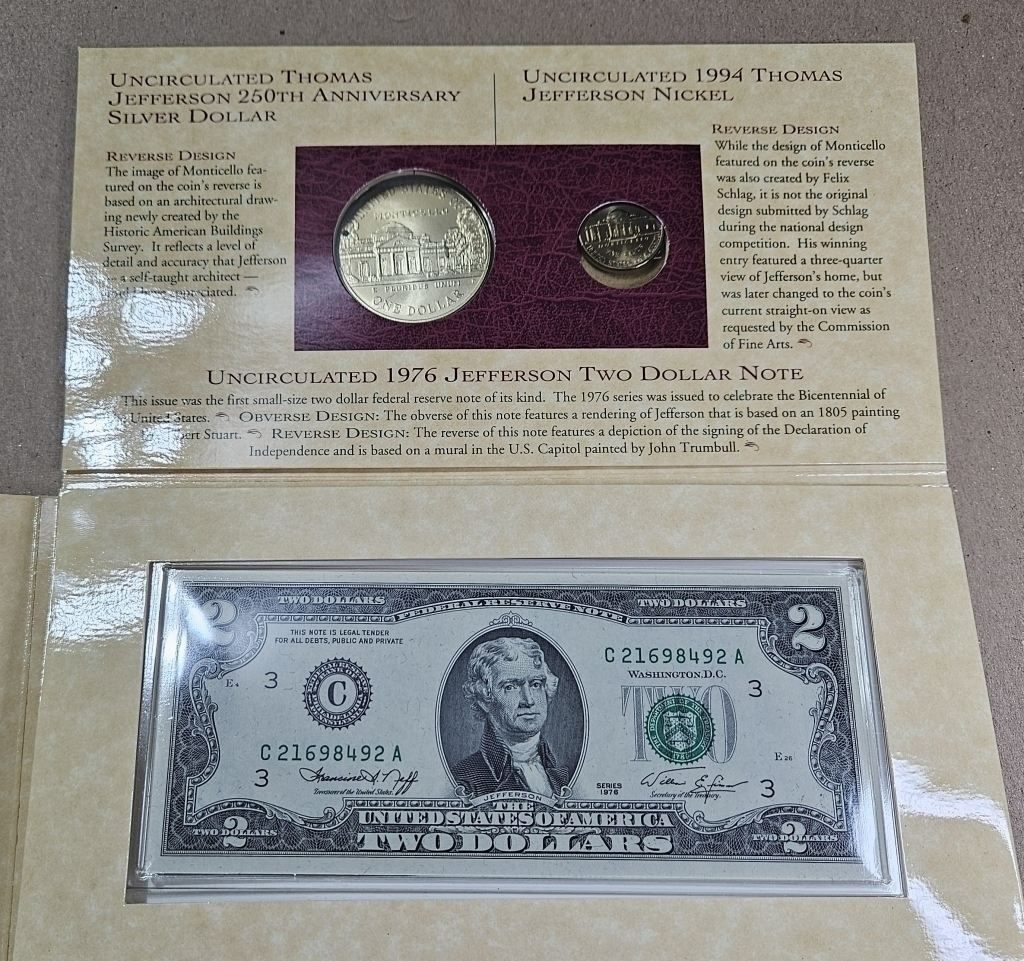 UNCIRCULATED THOMAS
JEFFERSON 250TH ANNIVERSARY
SILVER DOLLAR
REVERSE DESIGN
The image of Monticello fea-
tured on the coin's reverse is
based on an architectural draw-
ing newly created by the
Historic American Buildings
Survey. It reflects a level of
detail and accuracy that Jefferson
— a self-taught architect —
UNCIRCULATED 1994 THOMAS
JEFFERSON NICKEL
REVERSE DESIGN
While the design of Monticello
featured on the coin's reverse
was also created by Felix
Schlag, it is not the original
design submitted by Schlag
during the national design
competition. His winning
entry featured a three-quarter
view of Jefferson's home, but
was later changed to the coin's
current straight-on view as
requested by the Commission
of Fine Arts.
MONTICELLO
E PLURIBUS UNUM
ONE DOLLAR
UNCIRCULATED 1976 JEFFERSON TWO DOLLAR NOTE
This issue was the first small-size two dollar federal reserve note of its kind. The 1976 series was issued to celebrate the Bicentennial of
United States. OBVERSE DESIGN: The obverse of this note features a rendering of Jefferson that is based on an 1805 painting
Stuart. REVERSE DESIGN: The reverse of this note features a depiction of the signing of the Declaration of
Independence and is based on a mural in the U.S. Capitol painted by John Trumbull.
2 TWO DOLLARS FEDERAL RESERVE NOTE TWO DOLLARS 2
THIS NOTE IS LEGAL TENDER
FOR ALL DEBTS, PUBLIC AND PRIVATE
C 21698492 A
WASHINGTON, D.C.
E4 3 C TWO 3
C 21698492 A
E 26
3 3
Treasurer of the United States.
SERIES
1976
Secretary of the Treasury.
JEFFERSON
THE
UNITED STATES OF AMERICA
TWO DOLLARS
TWO DOLLARS
2
TWO DOLLARS
2